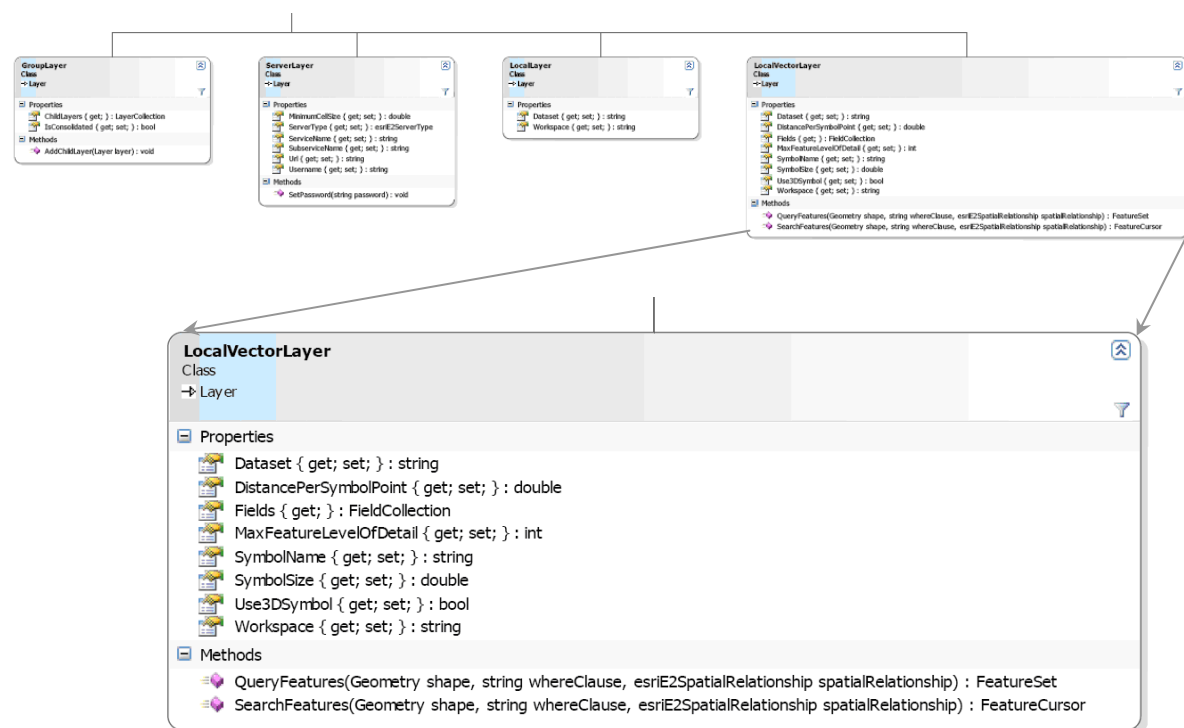 GroupLayer
Class
Layer
Properties
ChildLayers { get; } : LayerCollection
IsConsolidated { get; set; } : bool
Methods
AddChildLayer(Layer layer) : void
ServerLayer
Class
Layer
Properties
MinimumCellSize { get; set; } : double
ServerType { get; set; } : esriE2ServerType
ServiceName { get; set; } : string
SubserviceName { get; set; } : string
Url { get; set; } : string
Username { get; set; } : string
Methods
SetPassword(string password) : void
LocalLayer
Class
Layer
Properties
Dataset { get; set; } : string
Workspace { get; set; } : string
LocalVectorLayer
Class
Layer
Properties
Dataset { get; set; } : string
DistancePerSymbolPoint { get; set; } : double
Fields { get; } : FieldCollection
MaxFeatureLevelOfDetail { get; set; } : int
SymbolName { get; set; } : string
SymbolSize { get; set; } : double
Use3DSymbol { get; set; } : bool
Workspace { get; set; } : string
Methods
QueryFeatures(Geometry shape, string whereClause, esriE2SpatialRelationship spatialRelationship) : FeatureSet
SearchFeatures(Geometry shape, string whereClause, esriE2SpatialRelationship spatialRelationship) : FeatureCursor
LocalVectorLayer
Class
Layer
Properties
Dataset { get; set; } : string
DistancePerSymbolPoint { get; set; } : double
Fields { get; } : FieldCollection
MaxFeatureLevelOfDetail { get; set; } : int
SymbolName { get; set; } : string
SymbolSize { get; set; } : double
Use3DSymbol { get; set; } : bool
Workspace { get; set; } : string
Methods
QueryFeatures(Geometry shape, string whereClause, esriE2SpatialRelationship spatialRelationship) : FeatureSet
SearchFeatures(Geometry shape, string whereClause, esriE2SpatialRelationship spatialRelationship) : FeatureCursor